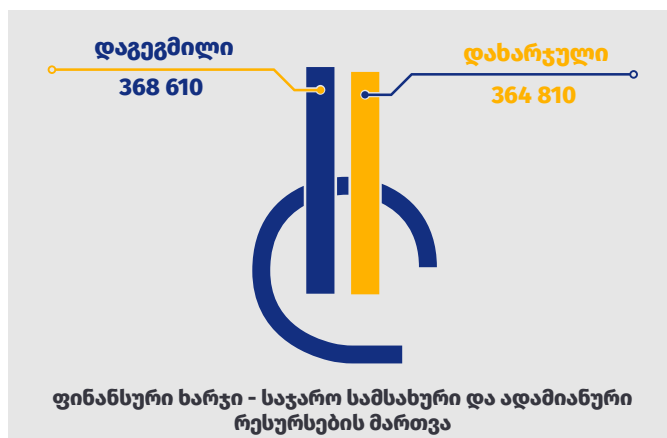 დაგეგმილი
368 610
დახარჯული
364 810
ფინანსური ხარჯი - საჯარო სამსახური და ადამიანური
რესურსების მართვა